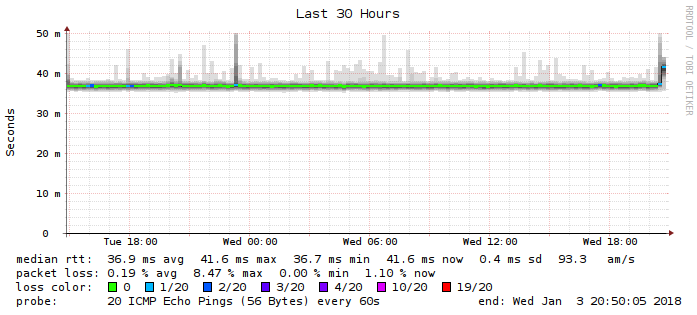 Last 30 Hours
RRDTOOL / TOBI OETIKER
Seconds
50 m
40 m
30 m
20 m
10 m
0
Tue 18:00 Wed 00:00 Wed 06:00 Wed 12:00 Wed 18:00
median rtt: 36.9 ms avg 41.6 ms max 36.7 ms min 41.6 ms now 0.4 ms sd 93.3 am/s
packet loss: 0.19 % avg 8.47 % max 0.00 % min 1.10 % now
loss color: 0 1/20 2/20 3/20 4/20 10/20 19/20
probe: 20 ICMP Echo Pings (56 Bytes) every 60s end: Wed Jan 3 20:50:05 2018